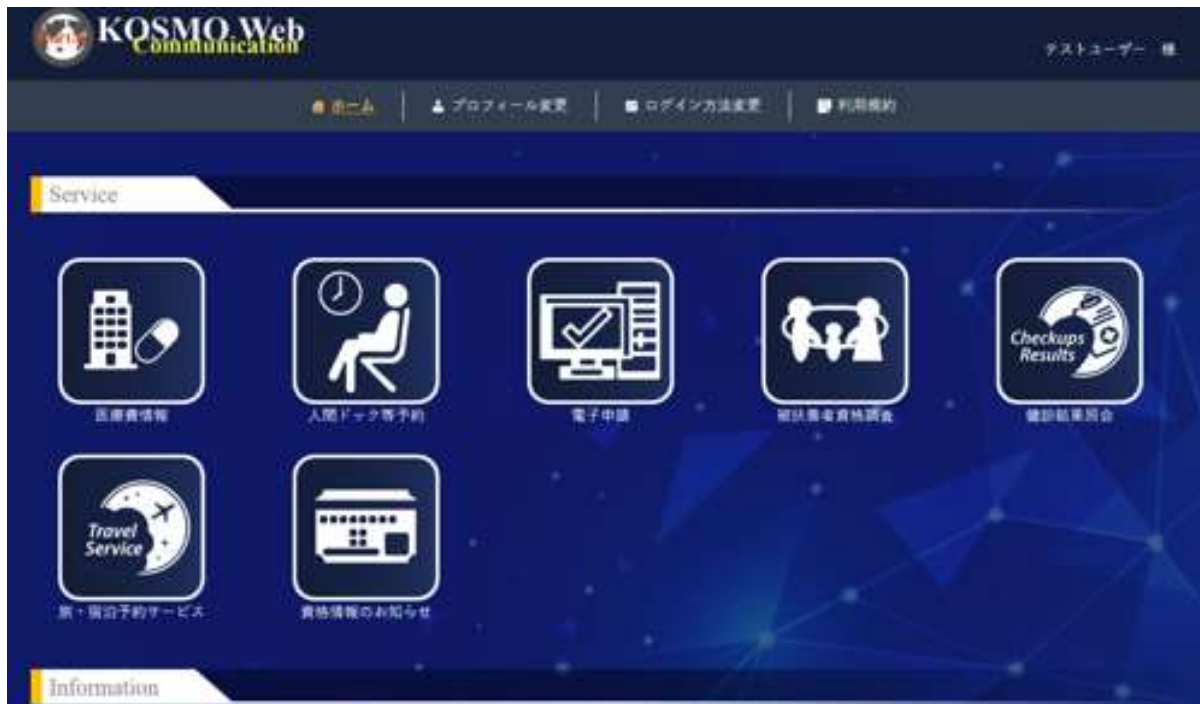 KOSMO Web
Communication
テストユーザー 様
ホーム
プロフィール変更
ログイン方法変更
利用規約
Service
医療費情報
人間ドック等予約
電子申請
被扶養者資格調査
Checkups
Results
健診結果照会
Travel
Service
旅・宿泊予約サービス
資格情報のお知らせ
Information